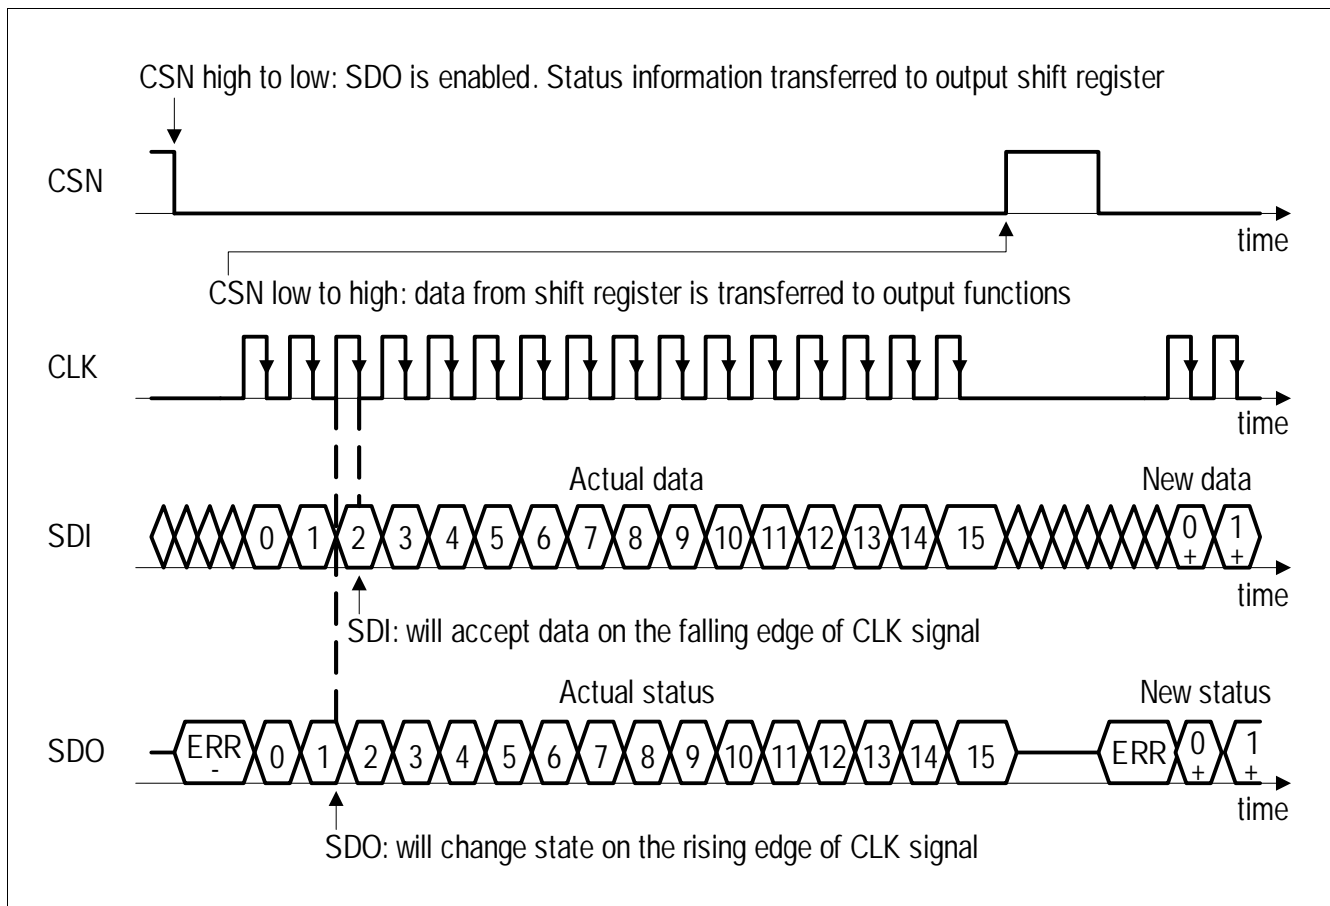 CSN high to low: SDO is enabled. Status information transferred to output shift register
CSN
time
CSN low to high: data from shift register is transferred to output functions
CLK
time
Actual data
New data
SDI
0 1 2 3 4 5 6 7 8 9 10 11 12 13 14 15 0 1
+ +
time
SDI: will accept data on the falling edge of CLK signal
Actual status
New status
SDO
ERR 0 1 2 3 4 5 6 7 8 9 10 11 12 13 14 15 ERR 0 1
- + +
time
SDO: will change state on the rising edge of CLK signal